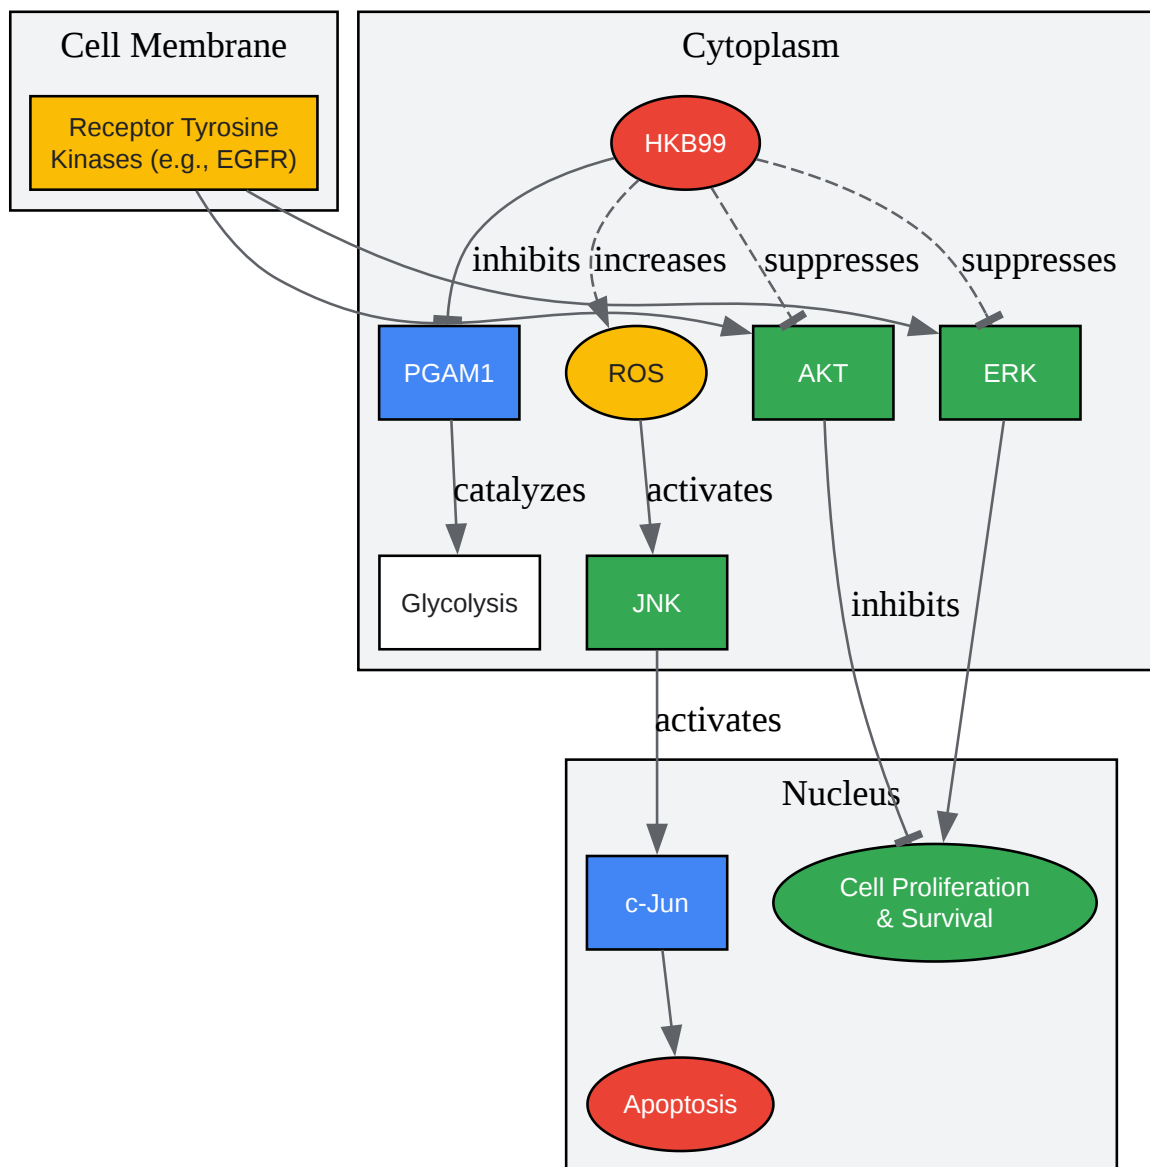 Cell Membrane
Cytoplasm
Receptor Tyrosine
Kinases (e.g., EGFR)
HKB99
inhibits
increases
suppresses
suppresses
PGAM1
ROS
AKT
ERK
catalyzes
activates
Glycolysis
JNK
inhibits
activates
Nucleus
c-Jun
Cell Proliferation
& Survival
Apoptosis